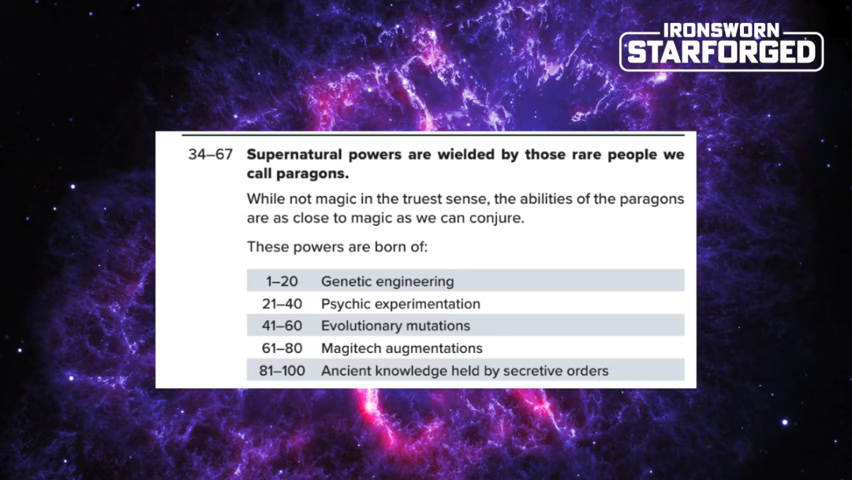 IRONSWORN
STARFORGED
34–67 Supernatural powers are wielded by those rare people we
call paragons.
While not magic in the truest sense, the abilities of the paragons
are as close to magic as we can conjure.
These powers are born of:
1–20 Genetic engineering
21–40 Psychic experimentation
41–60 Evolutionary mutations
61–80 Magitech augmentations
81–100 Ancient knowledge held by secretive orders